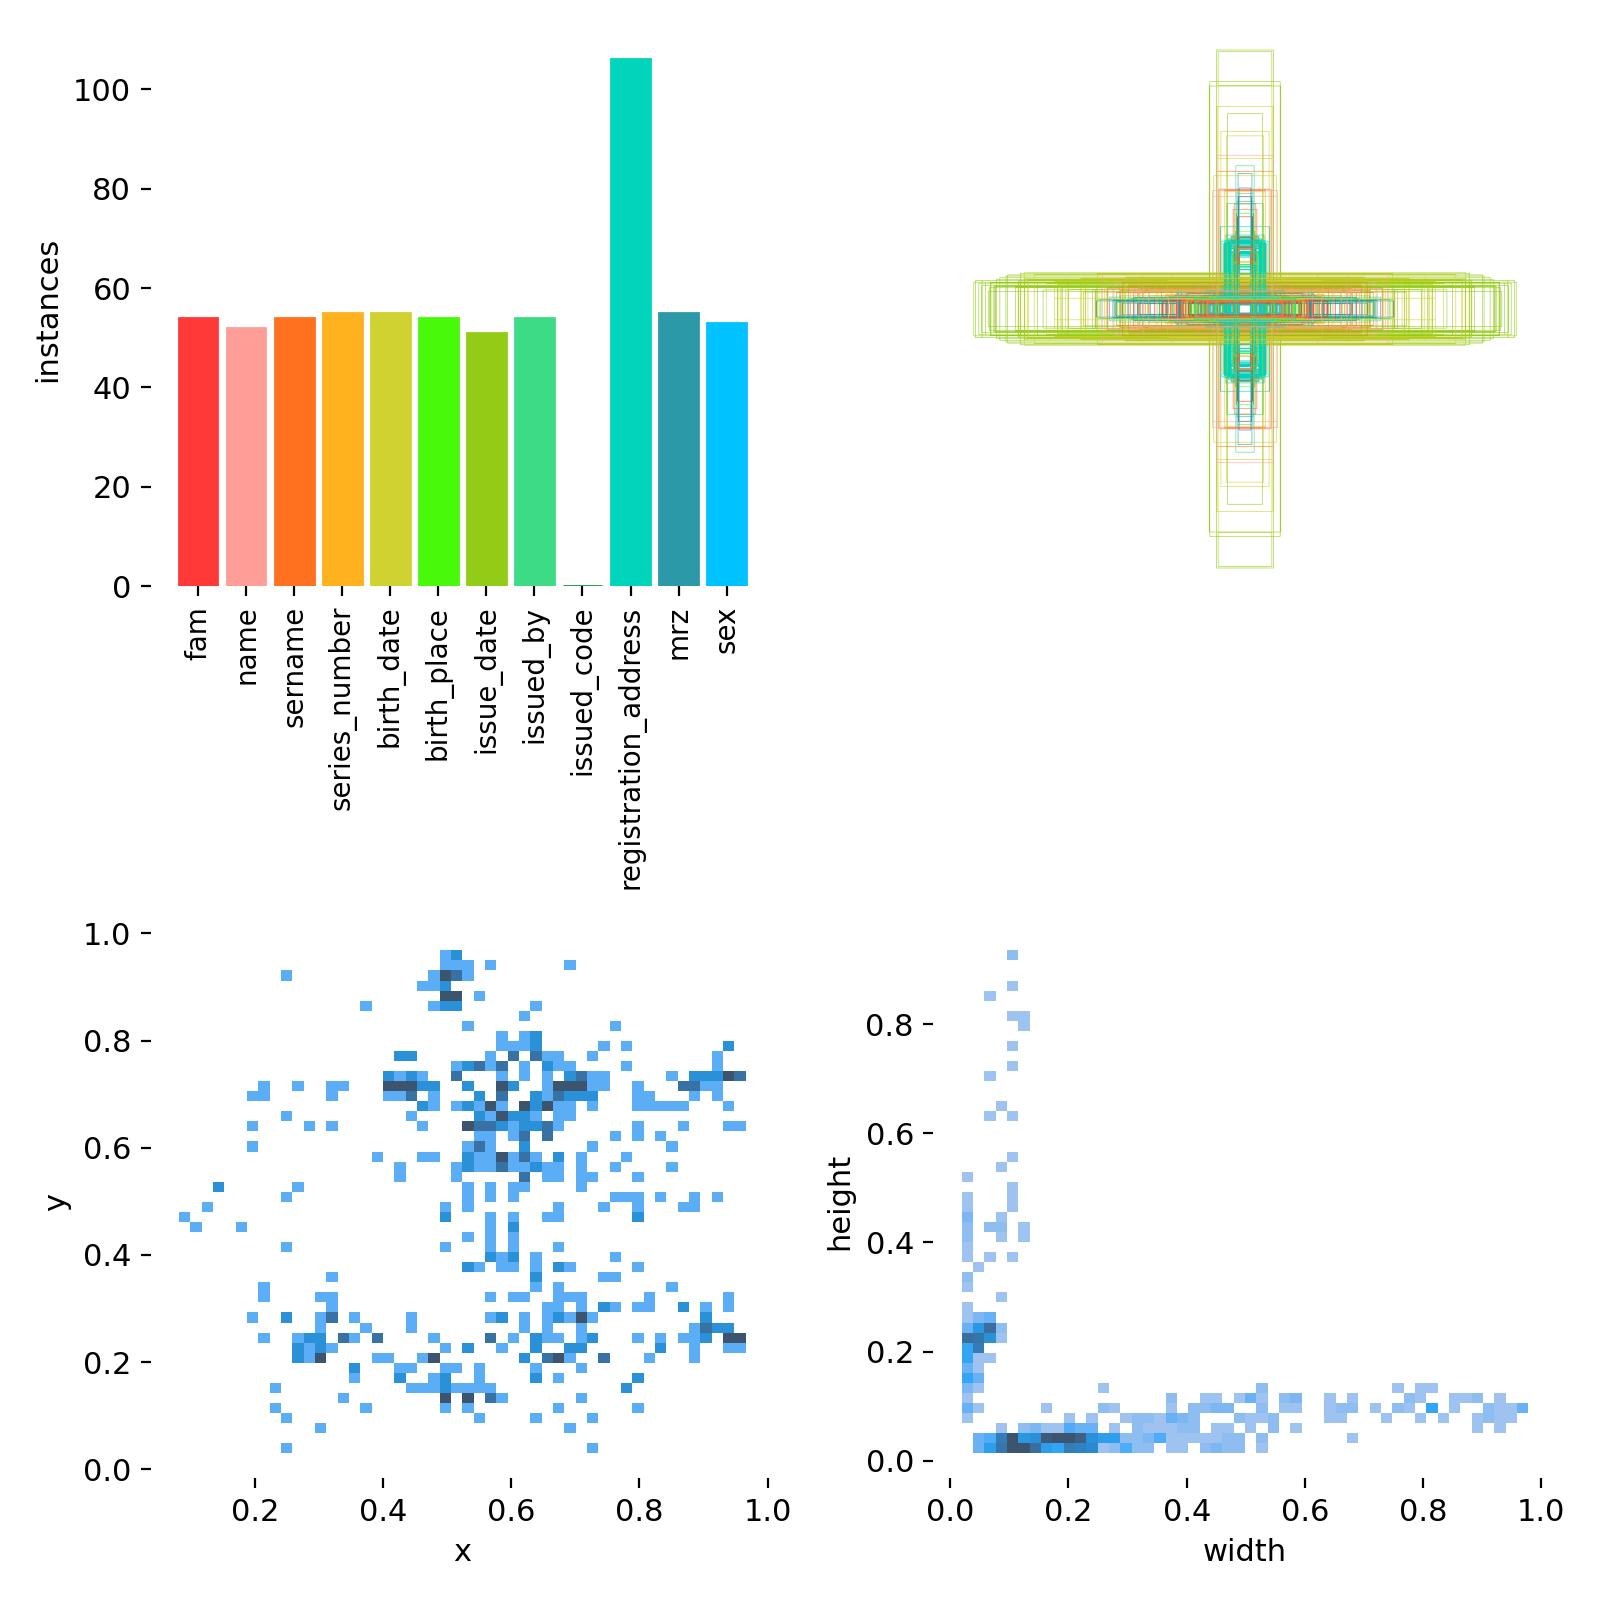 instances
100
80
60
40
20
0
fam
name
sername
series_number
birth_date
birth_place
issue_date
issued_by
issued_code
registration_address
mrz
sex
y
1.0
0.8
0.6
0.4
0.2
0.0
0.2 0.4 0.6 0.8 1.0
x
height
0.8
0.6
0.4
0.2
0.0
0.0 0.2 0.4 0.6 0.8 1.0
width